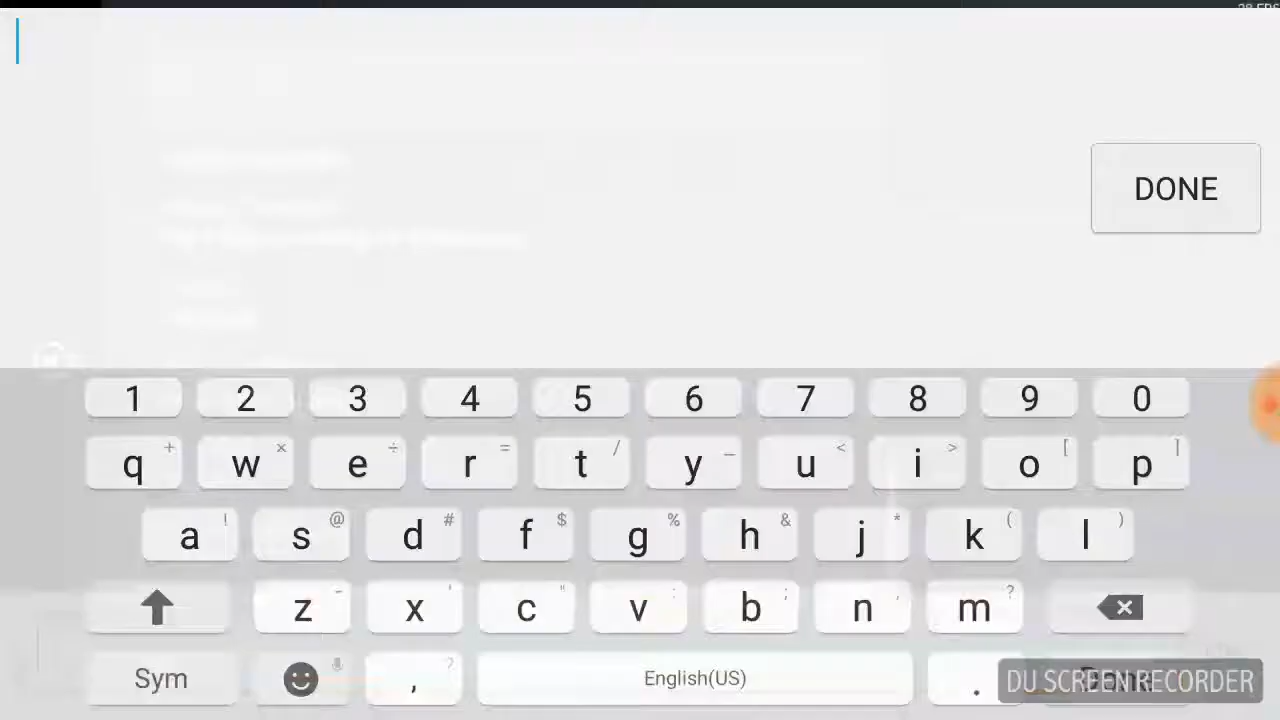 DONE
1 2 3 4 5 6 7 8 9 0
q + w × e ÷ r = t / y _ u < i > o [ p ]
a ! s @ d # f $ g % h & j * k ( l )
z - x ' c " v : b ; n , m ?
Sym , ? English(US) .
DU SCREEN RECORDER